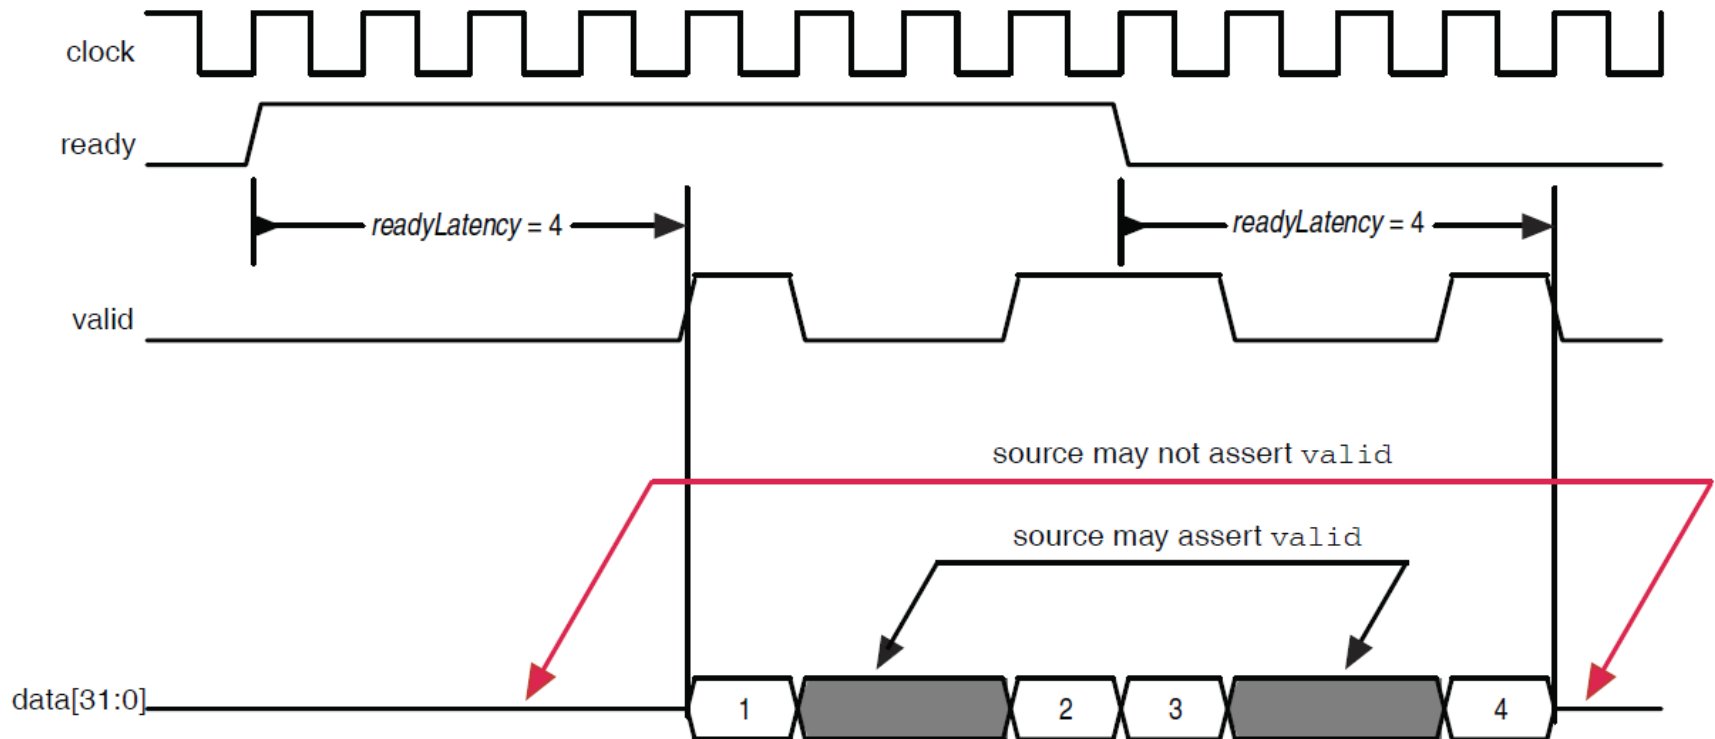 clock
ready
readyLatency = 4
readyLatency = 4
valid
source may not assert valid
source may assert valid
data[31:0]
1
2
3
4